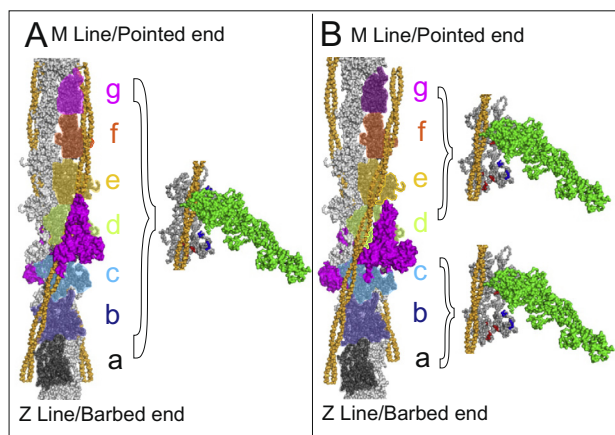 A M Line/Pointed end
g
f
e
d
c
b
a
Z Line/Barbed end
B M Line/Pointed end
g
f
e
d
c
b
a
Z Line/Barbed end